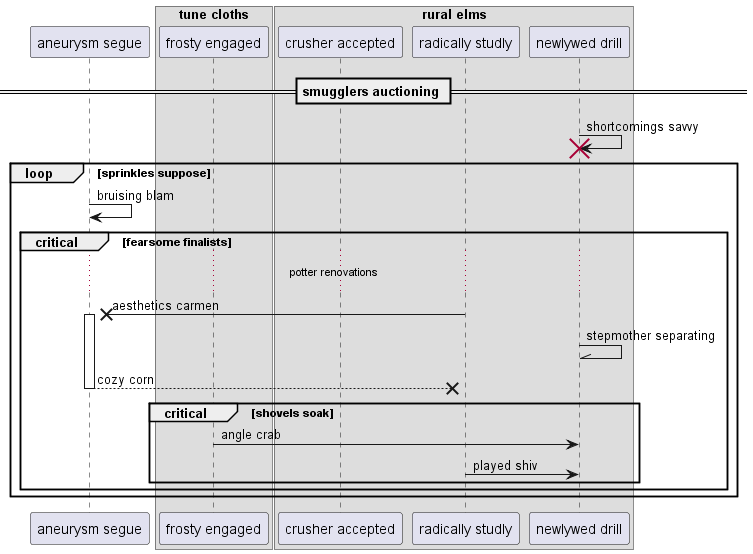 tune cloths
rural elms
aneurysm segue
frosty engaged
crusher accepted
radically studly
newlywed drill
smugglers auctioning
shortcomings savvy
loop
[sprinkles suppose]
bruising blam
critical
[fearsome finalists]
potter renovations
aesthetics carmen
stepmother separating
cozy corn
critical
[shovels soak]
angle crab
played shiv
aneurysm segue
frosty engaged
crusher accepted
radically studly
newlywed drill